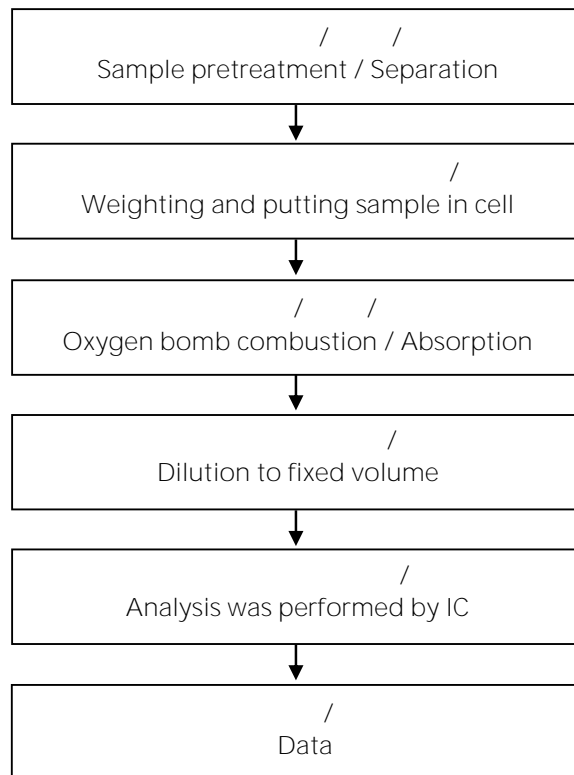 / /
Sample pretreatment / Separation
/
Weighting and putting sample in cell
/ /
Oxygen bomb combustion / Absorption
/
Dilution to fixed volume
/
Analysis was performed by IC
/
Data